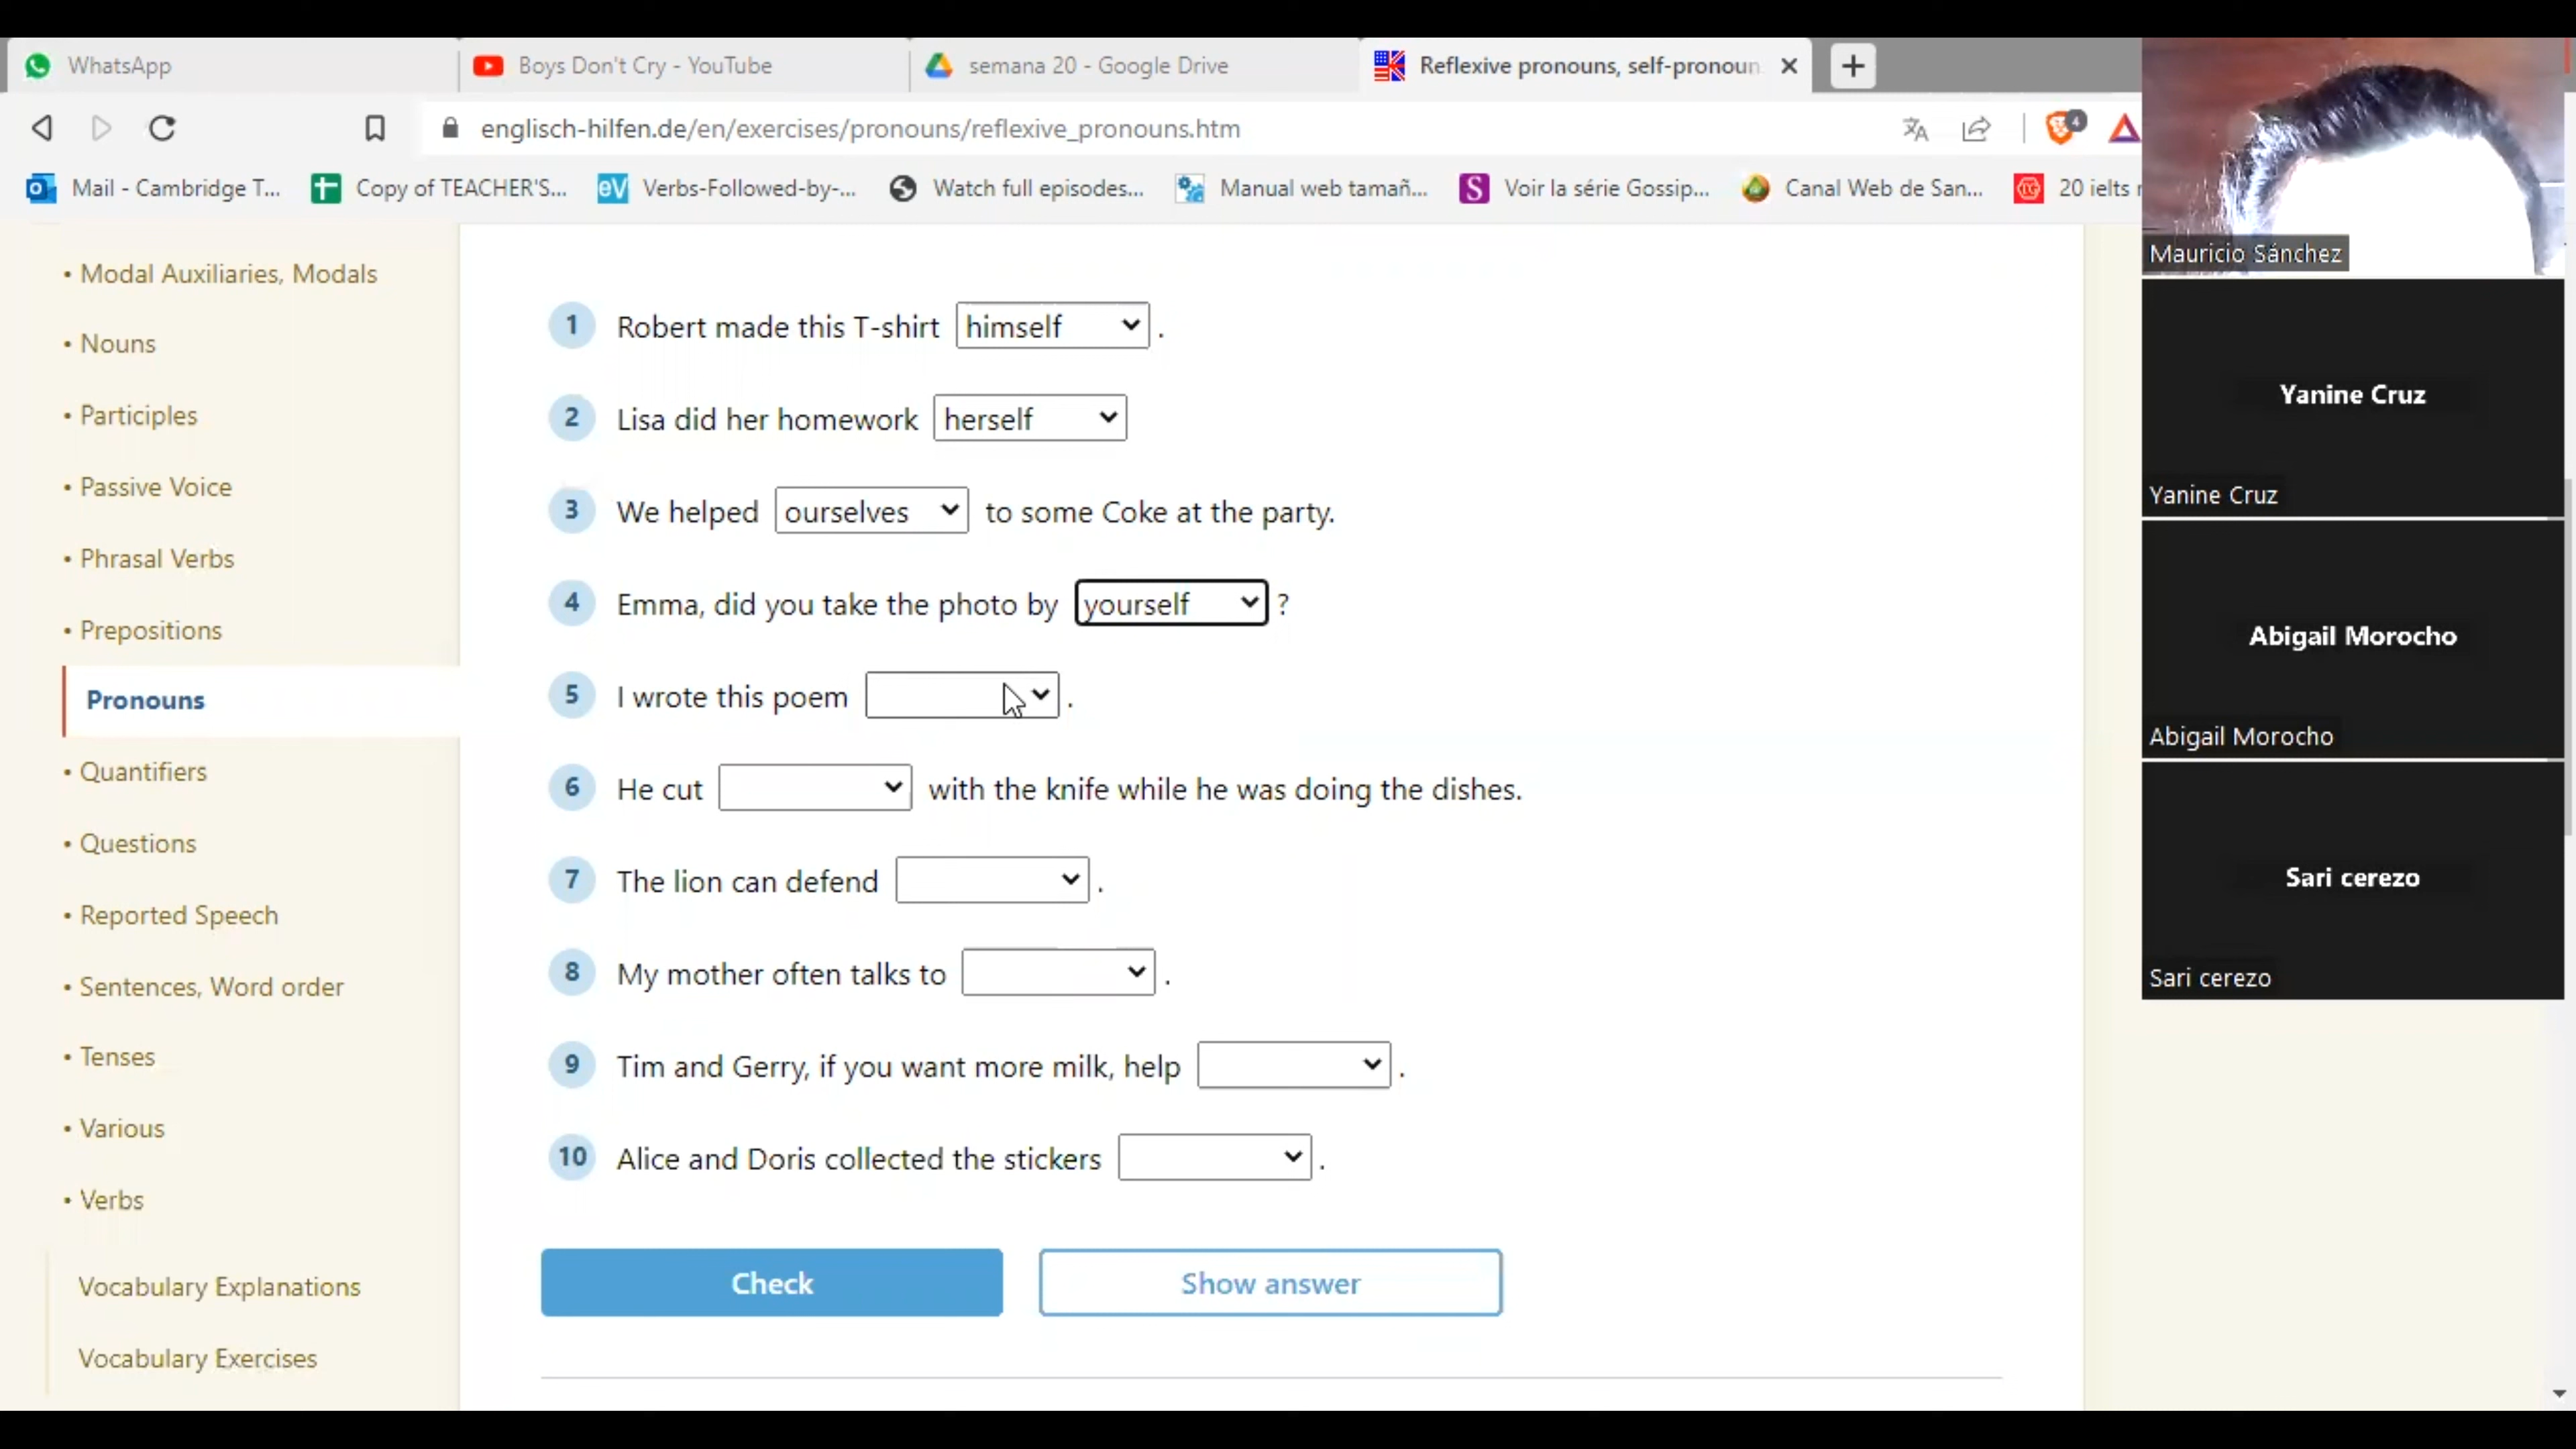 WhatsApp
Boys Don't Cry - YouTube
semana 20 - Google Drive
Reflexive pronouns, self-pronoun
englisch-hilfen.de/en/exercises/pronouns/reflexive_pronouns.htm
4
Mail - Cambridge T...
Copy of TEACHER'S...
eV
Verbs-Followed-by-...
Watch full episodes...
Manual web tamañ...
S
Voir la série Gossip...
Canal Web de San...
20 ielts
• Modal Auxiliaries, Modals
• Nouns
• Participles
• Passive Voice
• Phrasal Verbs
• Prepositions
Pronouns
• Quantifiers
• Questions
• Reported Speech
• Sentences, Word order
• Tenses
• Various
• Verbs
Vocabulary Explanations
Vocabulary Exercises
1 Robert made this T-shirt himself .
2 Lisa did her homework herself
3 We helped ourselves to some Coke at the party.
4 Emma, did you take the photo by yourself ?
5 I wrote this poem .
6 He cut with the knife while he was doing the dishes.
7 The lion can defend .
8 My mother often talks to .
9 Tim and Gerry, if you want more milk, help .
10 Alice and Doris collected the stickers .
Check
Show answer
Mauricio Sánchez
Yanine Cruz
Yanine Cruz
Abigail Morocho
Abigail Morocho
Sari cerezo
Sari cerezo